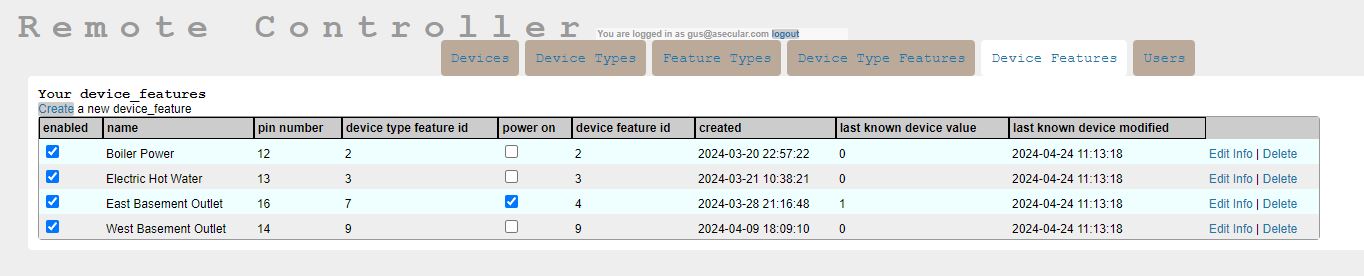 Remote Controller
You are logged in as gus@asecular.com logout
Devices Device Types Feature Types Device Type Features Device Features Users
Your device_features
Create a new device_feature
enabled name pin number device type feature id power on device feature id created last known device value last known device modified
Boiler Power 12 2 2 2024-03-20 22:57:22 0 2024-04-24 11:13:18 Edit Info | Delete
Electric Hot Water 13 3 3 2024-03-21 10:38:21 0 2024-04-24 11:13:18 Edit Info | Delete
East Basement Outlet 16 7 4 2024-03-28 21:16:48 1 2024-04-24 11:13:18 Edit Info | Delete
West Basement Outlet 14 9 9 2024-04-09 18:09:10 0 2024-04-24 11:13:18 Edit Info | Delete